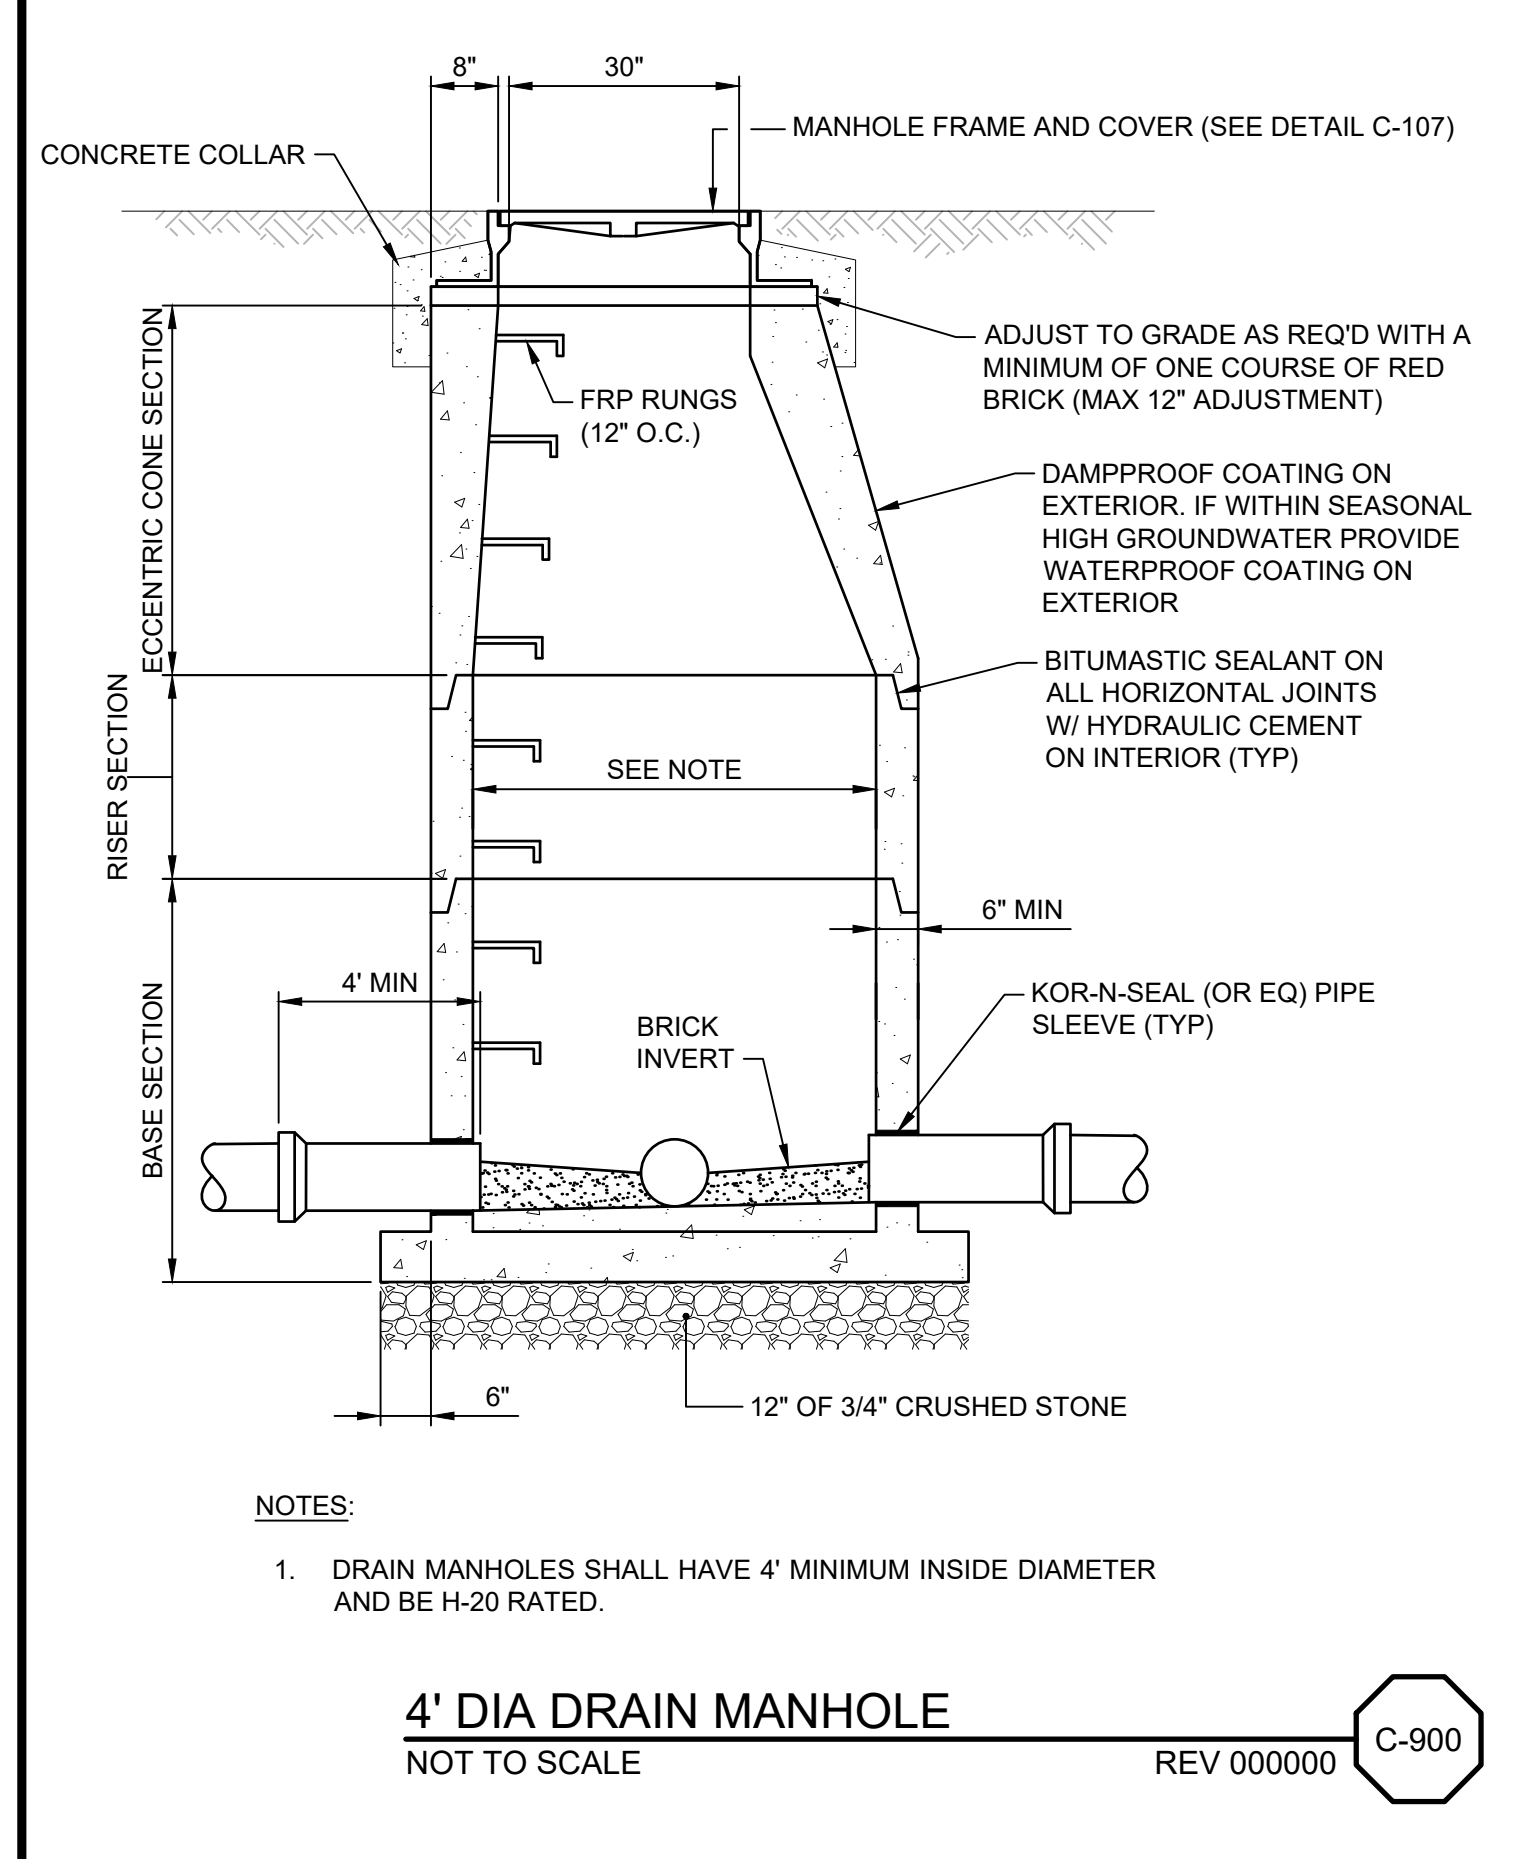 8"
30"
MANHOLE FRAME AND COVER (SEE DETAIL C-107)
CONCRETE COLLAR
ADJUST TO GRADE AS REQ'D WITH A
MINIMUM OF ONE COURSE OF RED
BRICK (MAX 12" ADJUSTMENT)
FRP RUNGS
(12" O.C.)
ECCENTRIC CONE SECTION
DAMPPROOF COATING ON
EXTERIOR. IF WITHIN SEASONAL
HIGH GROUNDWATER PROVIDE
WATERPROOF COATING ON
EXTERIOR
BITUMASTIC SEALANT ON
ALL HORIZONTAL JOINTS
W/ HYDRAULIC CEMENT
ON INTERIOR (TYP)
RISER SECTION
SEE NOTE
6" MIN
4' MIN
KOR-N-SEAL (OR EQ) PIPE
SLEEVE (TYP)
BRICK
INVERT
BASE SECTION
6"
12" OF 3/4" CRUSHED STONE
NOTES:
1. DRAIN MANHOLES SHALL HAVE 4' MINIMUM INSIDE DIAMETER
AND BE H-20 RATED.
4' DIA DRAIN MANHOLE
NOT TO SCALE
REV 000000
C-900